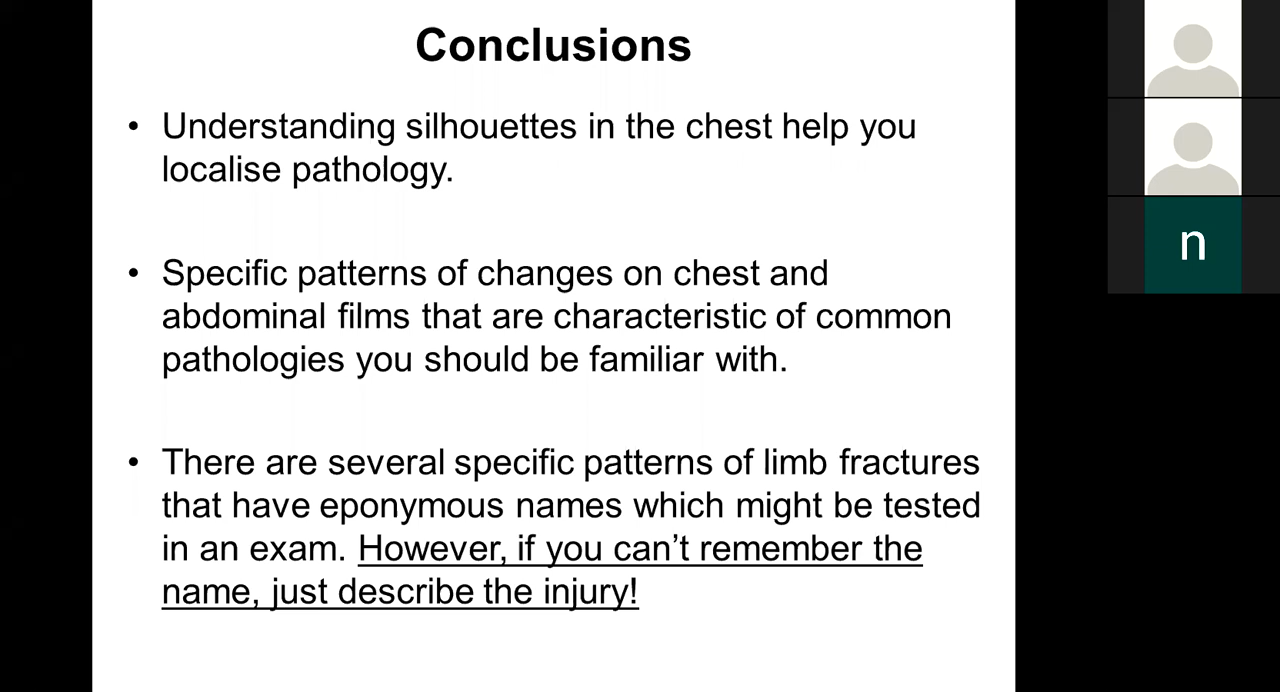 Conclusions
• Understanding silhouettes in the chest help you
localise pathology.
• Specific patterns of changes on chest and
abdominal films that are characteristic of common
pathologies you should be familiar with.
• There are several specific patterns of limb fractures
that have eponymous names which might be tested
in an exam. However, if you can’t remember the
name, just describe the injury!
n